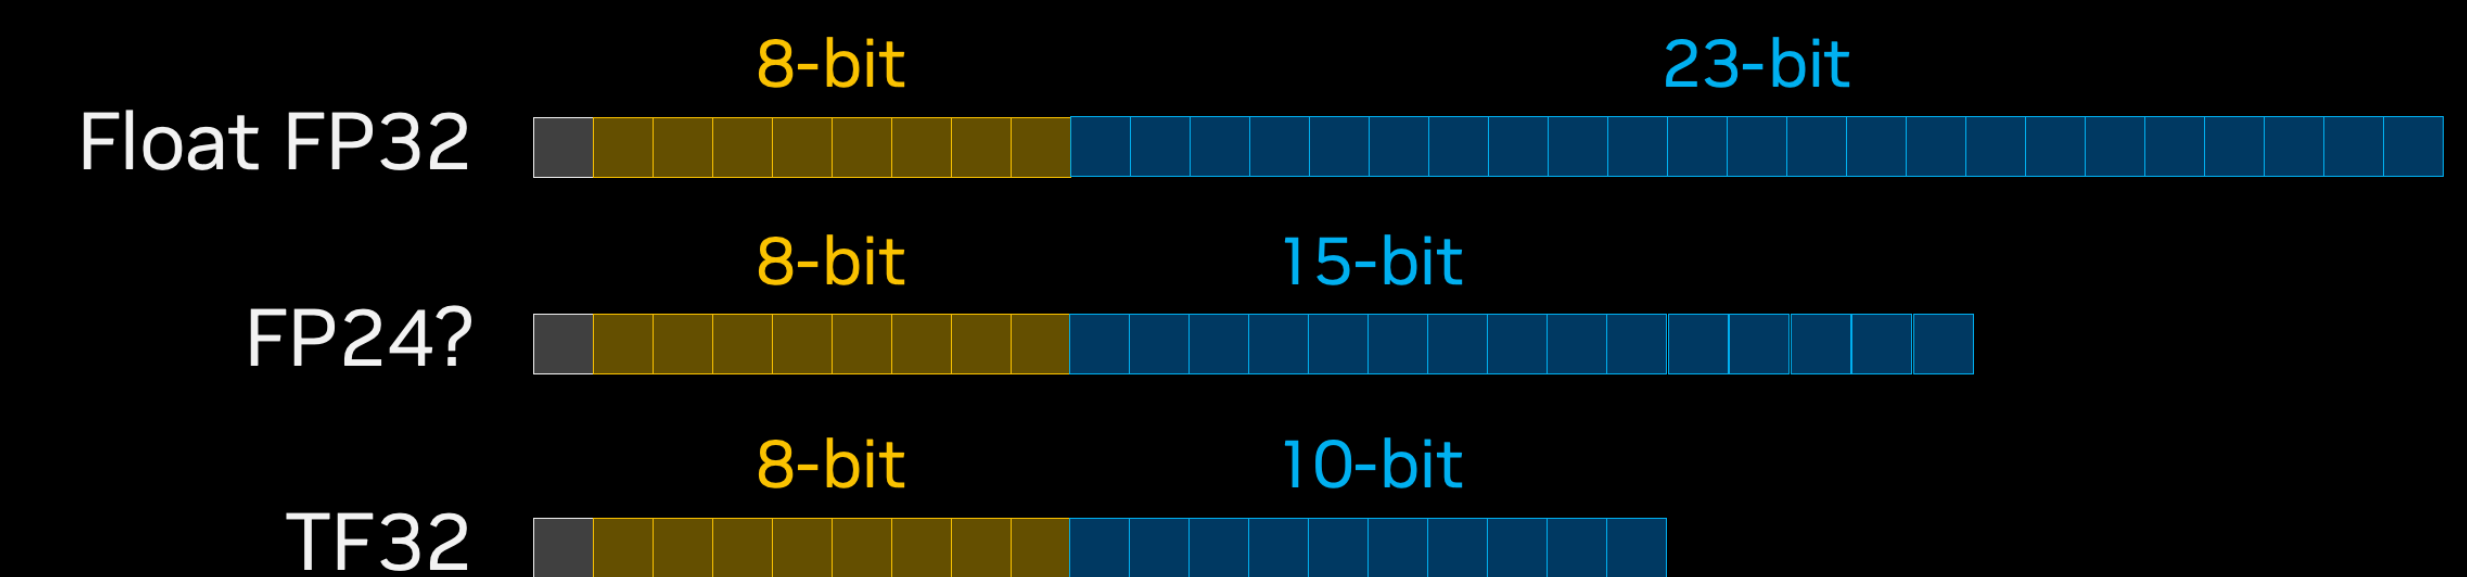 8-bit 23-bit
Float FP32
8-bit 15-bit
FP24?
8-bit 10-bit
TF32